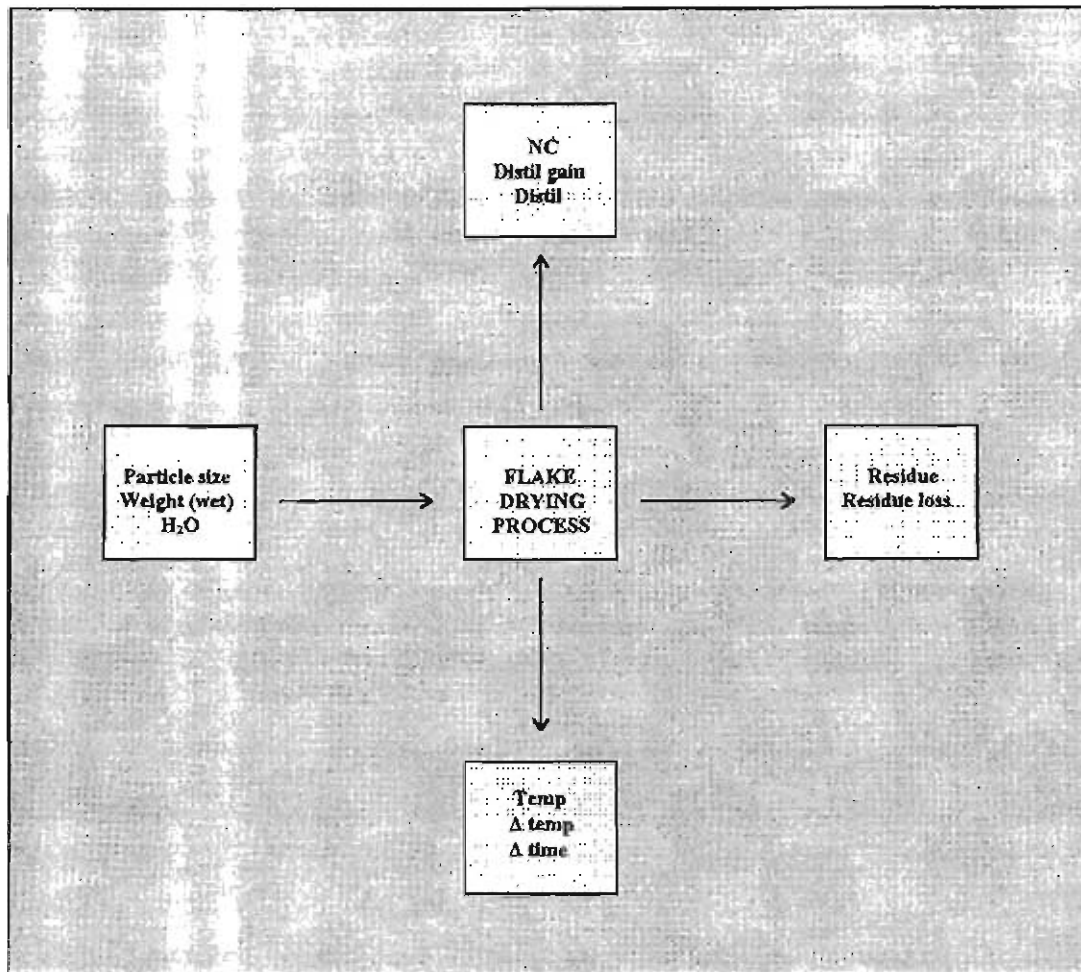 NC
Distil gain
Distil
Particle size
Weight (wet)
H₂O
FLAKE
DRYING
PROCESS
Residue
Residue loss
Temp
Δ temp
Δ time